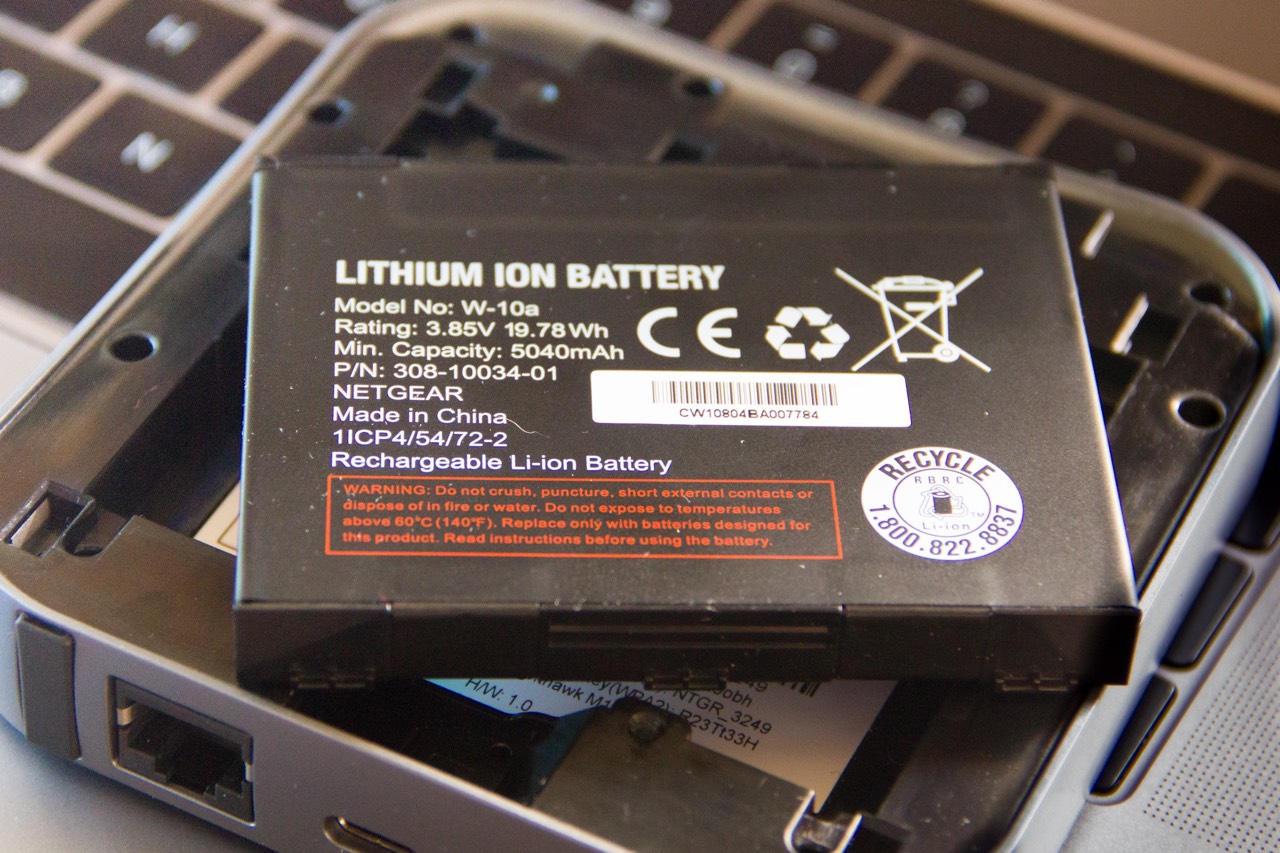 H
N
LITHIUM ION BATTERY
Model No: W-10a
Rating: 3.85V 19.78Wh
Min. Capacity: 5040mAh
P/N: 308-10034-01
NETGEAR
Made in China
1ICP4/54/72-2
Rechargeable Li-ion Battery
CE
CW10804BA007784
WARNING: Do not crush, puncture, short external contacts or
dispose of in fire or water. Do not expose to temperatures
above 60°C (140°F). Replace only with batteries designed for
this product. Read instructions before using the battery.
RECYCLE
RBRC
Li-ion
TM
1.800.822.8837
NTGR_3249
H/W: 1.0